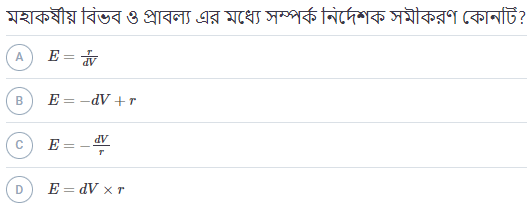 মহাকর্ষীয় বিভব ও প্রাবল্য এর মধ্যে সম্পর্ক নির্দেশক সমীকরণ কোনটি?
A E = r/dV
B E = −dV + r
C E = − dV/r
D E = dV × r